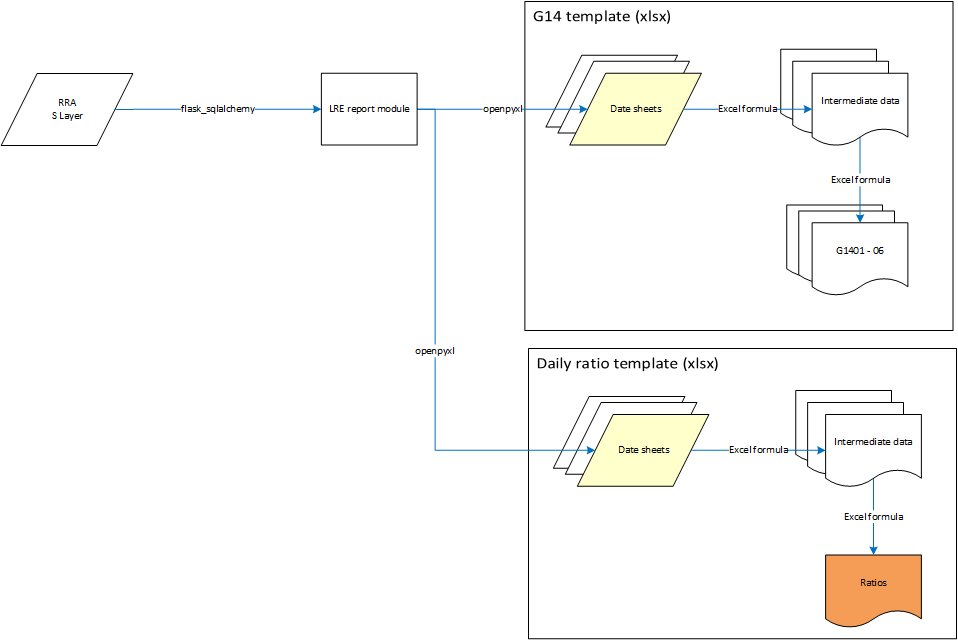 G14 template (xlsx)
RRA
S Layer
flask_sqlalchemy
LRE report module
openpyxl
Date sheets
Excel formula
Intermediate data
Excel formula
G1401 - 06
openpyxl
Daily ratio template (xlsx)
Date sheets
Excel formula
Intermediate data
Excel formula
Ratios